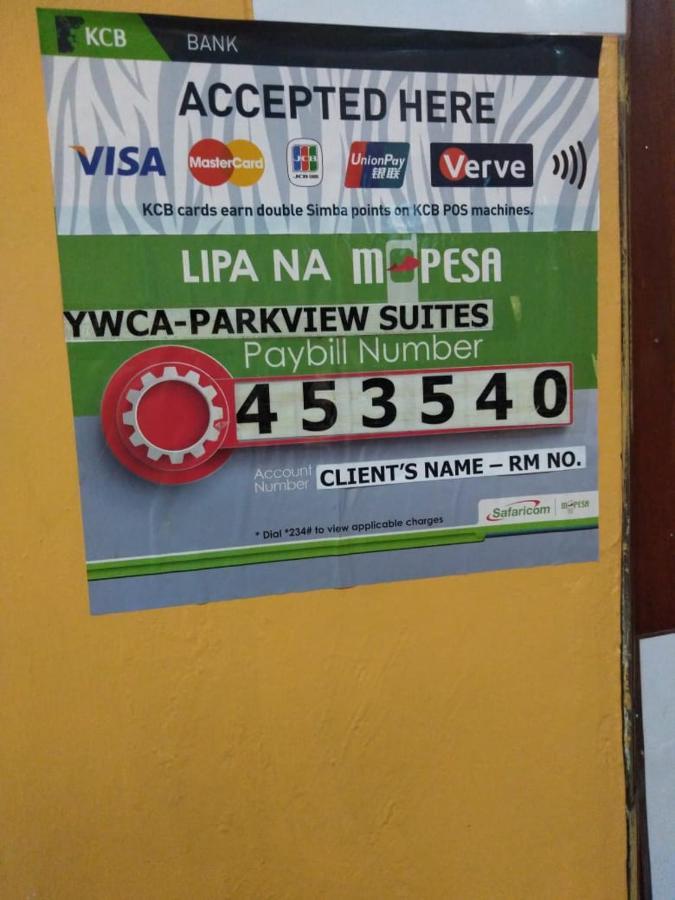 KCB BANK
ACCEPTED HERE
VISA MasterCard JCB UnionPay 银联 Verve
KCB cards earn double Simba points on KCB POS machines.
LIPA NA M-PESA
YWCA-PARKVIEW SUITES
Paybill Number
453540
Account Number CLIENT'S NAME – RM NO.
Safaricom M-PESA
* Dial *234# to view applicable charges